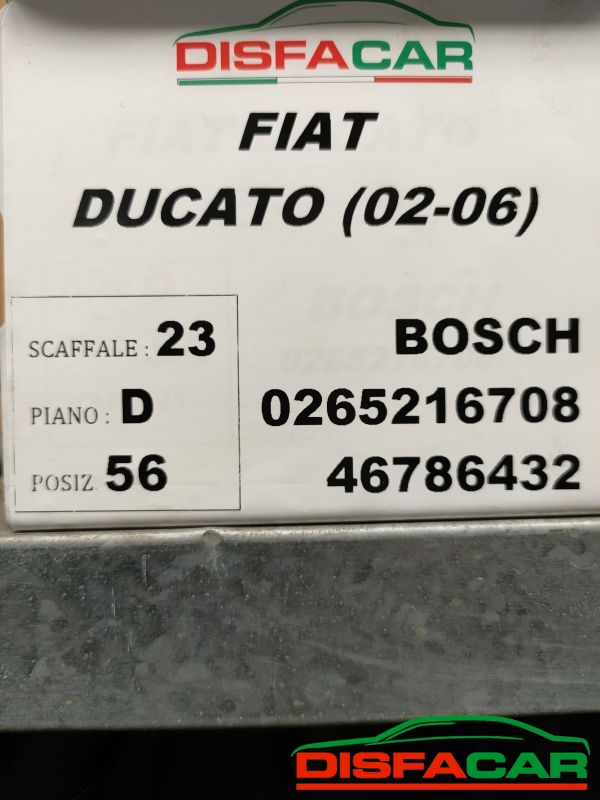 DISFACAR
FIAT
DUCATO (02-06)
SCAFFALE : 23
PIANO : D
POSIZ. 56
BOSCH
0265216708
46786432
DISFACAR